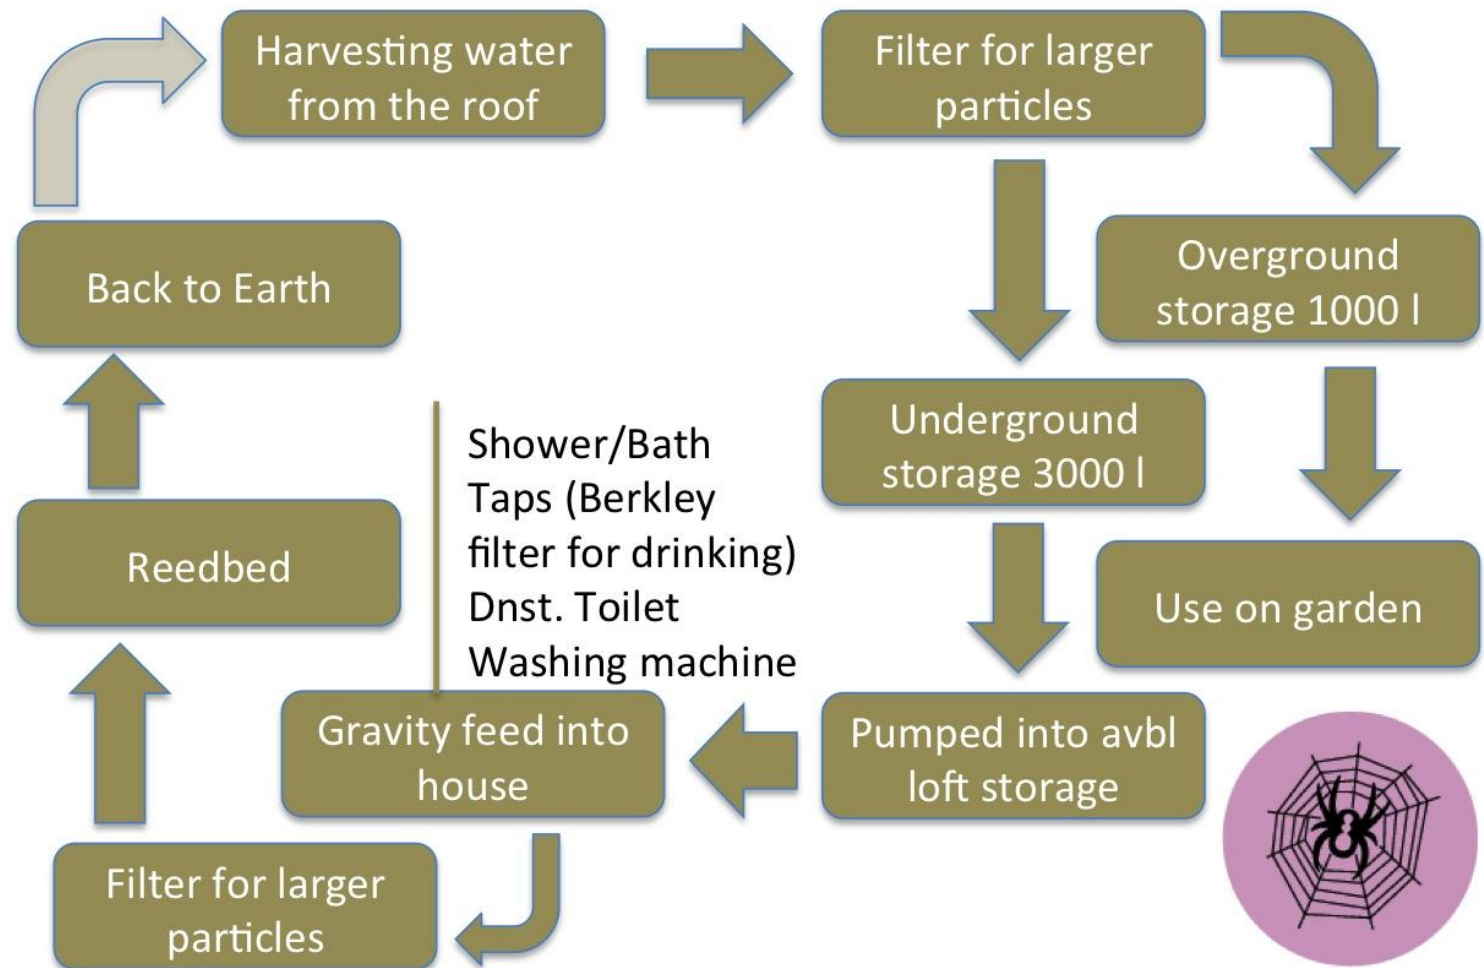 Harvesting water
from the roof
Filter for larger
particles
Overground
storage 1000 l
Underground
storage 3000 l
Use on garden
Pumped into avbl
loft storage
Gravity feed into
house
Shower/Bath
Taps (Berkley
filter for drinking)
Dnst. Toilet
Washing machine
Filter for larger
particles
Reedbed
Back to Earth